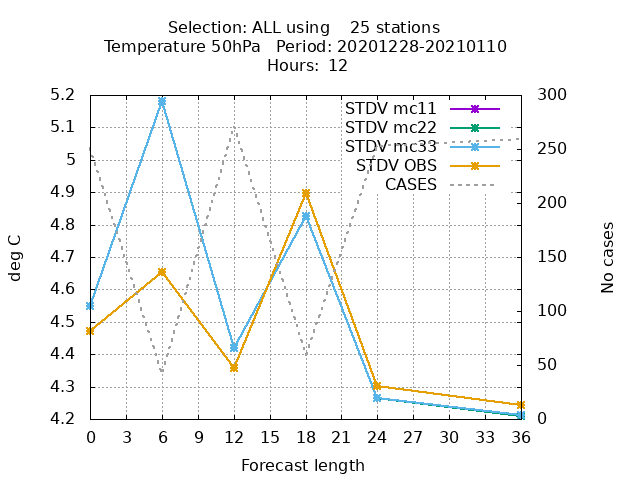 Selection: ALL using    25 stations
Temperature 50hPa   Period: 20201228-20210110
Hours: 12
STDV mc11
STDV mc22
STDV mc33
STDV OBS
CASES
5.2
5.1
5
4.9
4.8
4.7
4.6
4.5
4.4
4.3
4.2
deg C
300
250
200
150
100
50
0
No cases
0 3 6 9 12 15 18 21 24 27 30 33 36
Forecast length